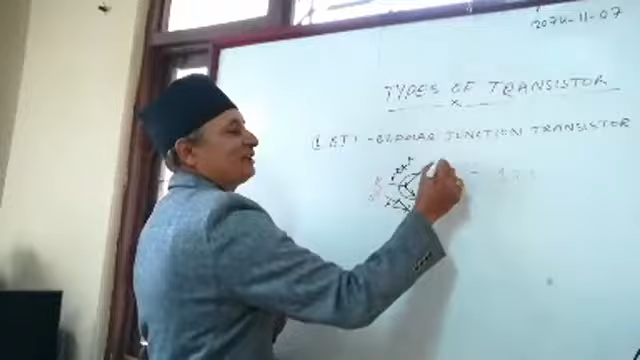 2074-11-07
TYPES OF TRANSISTOR
BJT - BIPOLAR JUNCTION TRANSISTOR